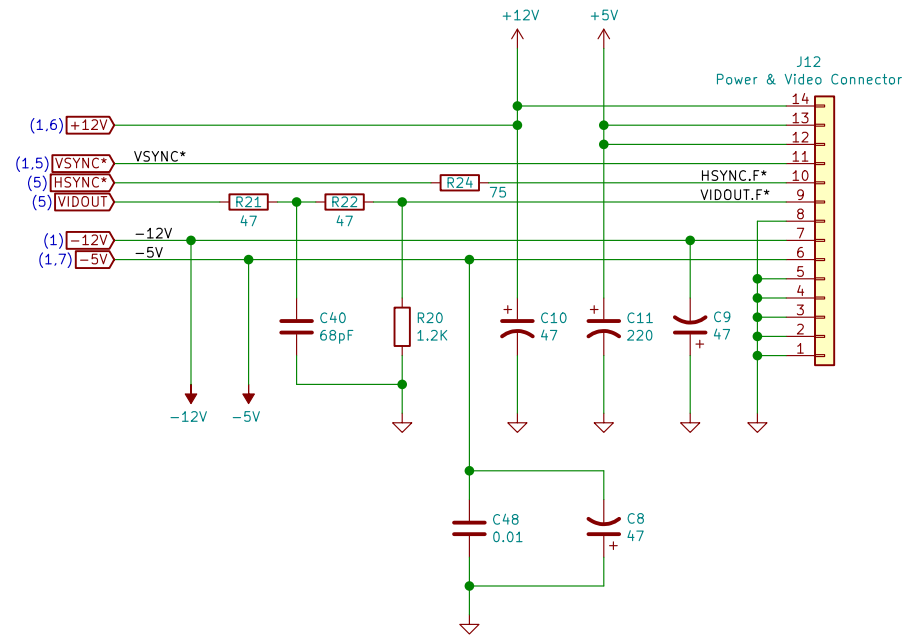 +12V
+5V
J12
Power & Video Connector
14
(1,6) +12V
13
12
(1,5) VSYNC* VSYNC*
11
(5) HSYNC*
R24
75
HSYNC.F*
10
(5) VIDOUT
R21
47
R22
47
VIDOUT.F*
9
8
(1) -12V -12V
7
(1,7) -5V -5V
6
5
4
3
2
1
C40
68pF
R20
1.2K
+
C10
47
+
C11
220
C9
47
+
-12V
-5V
C48
0.01
C8
47
+